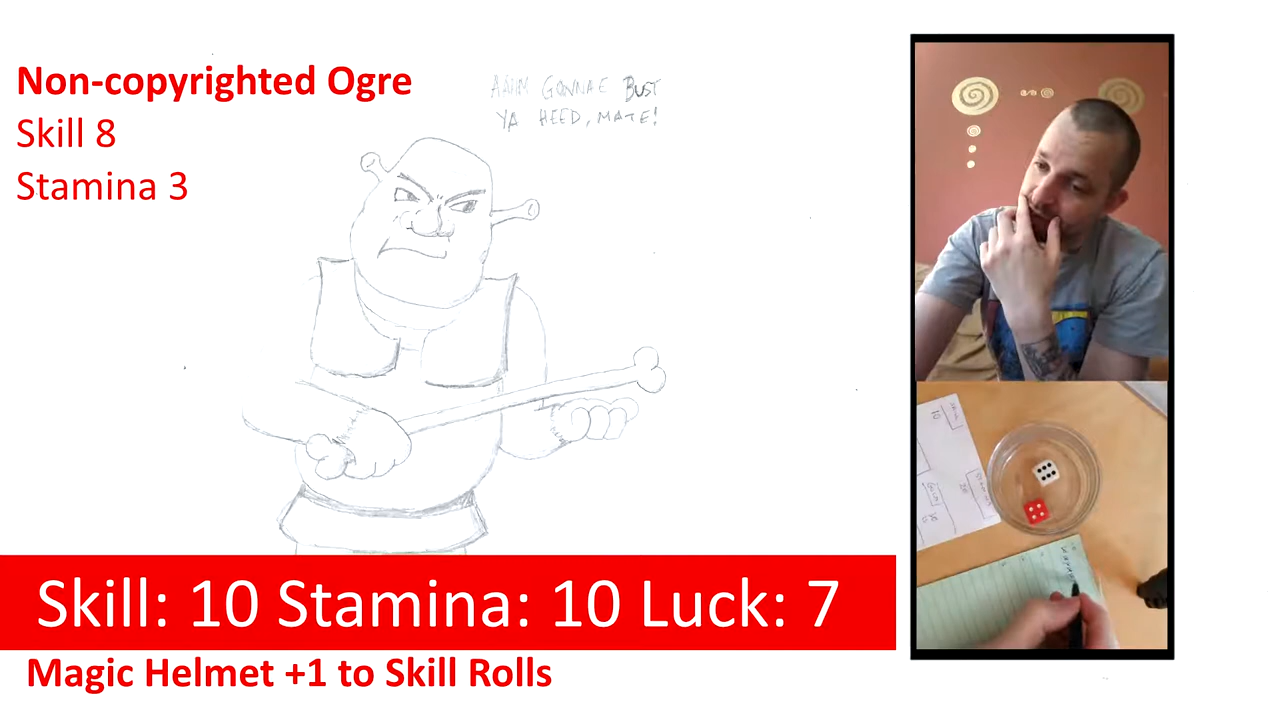 Non-copyrighted Ogre
Skill 8
Stamina 3
AAHM GONNAE BUST
YA HEED, MATE!
Skill: 10 Stamina: 10 Luck: 7
Magic Helmet +1 to Skill Rolls
10